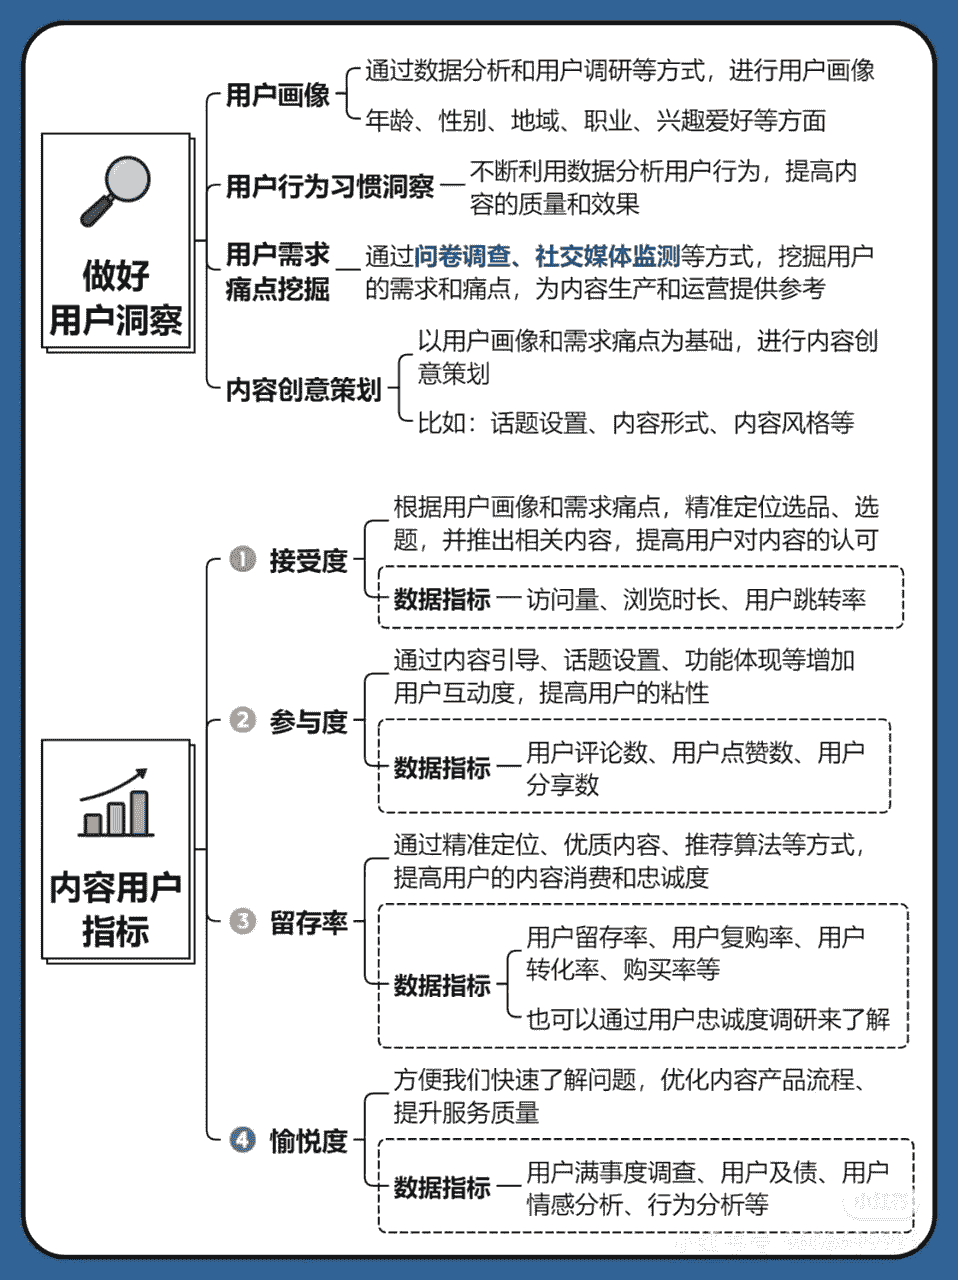 做好
用户洞察
用户画像
通过数据分析和用户调研等方式，进行用户画像
年龄、性别、地域、职业、兴趣爱好等方面
用户行为习惯洞察
不断利用数据分析用户行为，提高内
容的质量和效果
用户需求
痛点挖掘
通过问卷调查、社交媒体监测等方式，挖掘用户
的需求和痛点，为内容生产和运营提供参考
内容创意策划
以用户画像和需求痛点为基础，进行内容创
意策划
比如：话题设置、内容形式、内容风格等
内容用户
指标
1 接受度
根据用户画像和需求痛点，精准定位选品、选
题，并推出相关内容，提高用户对内容的认可
数据指标
访问量、浏览时长、用户跳转率
2 参与度
通过内容引导、话题设置、功能体现等增加
用户互动度，提高用户的粘性
数据指标
用户评论数、用户点赞数、用户
分享数
3 留存率
通过精准定位、优质内容、推荐算法等方式，
提高用户的内容消费和忠诚度
数据指标
用户留存率、用户复购率、用户
转化率、购买率等
也可以通过用户忠诚度调研来了解
4 愉悦度
方便我们快速了解问题，优化内容产品流程、
提升服务质量
数据指标
用户满事度调查、用户及债、用户
情感分析、行为分析等
小红书